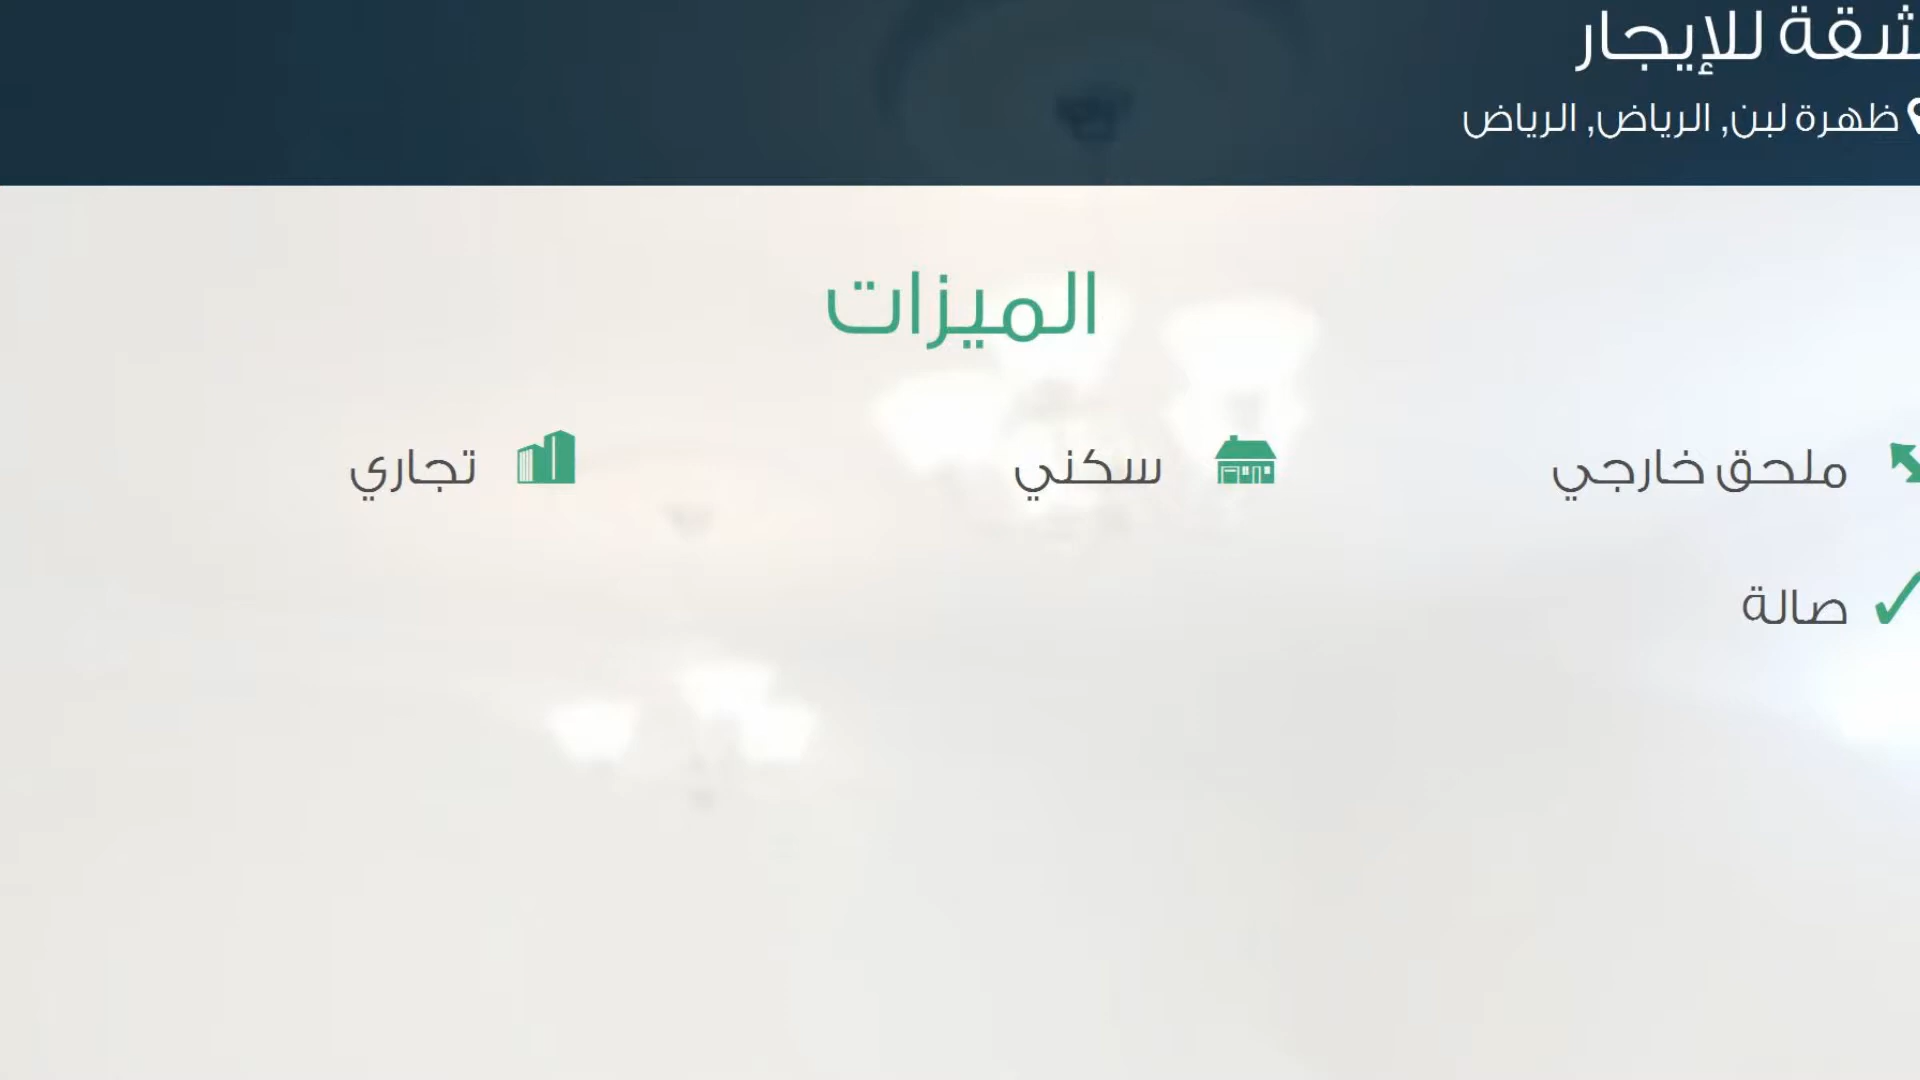 شقة للإيجار
ظهرة لبن, الرياض, الرياض
الميزات
ملحق خارجي
سكني
تجاري
صالة